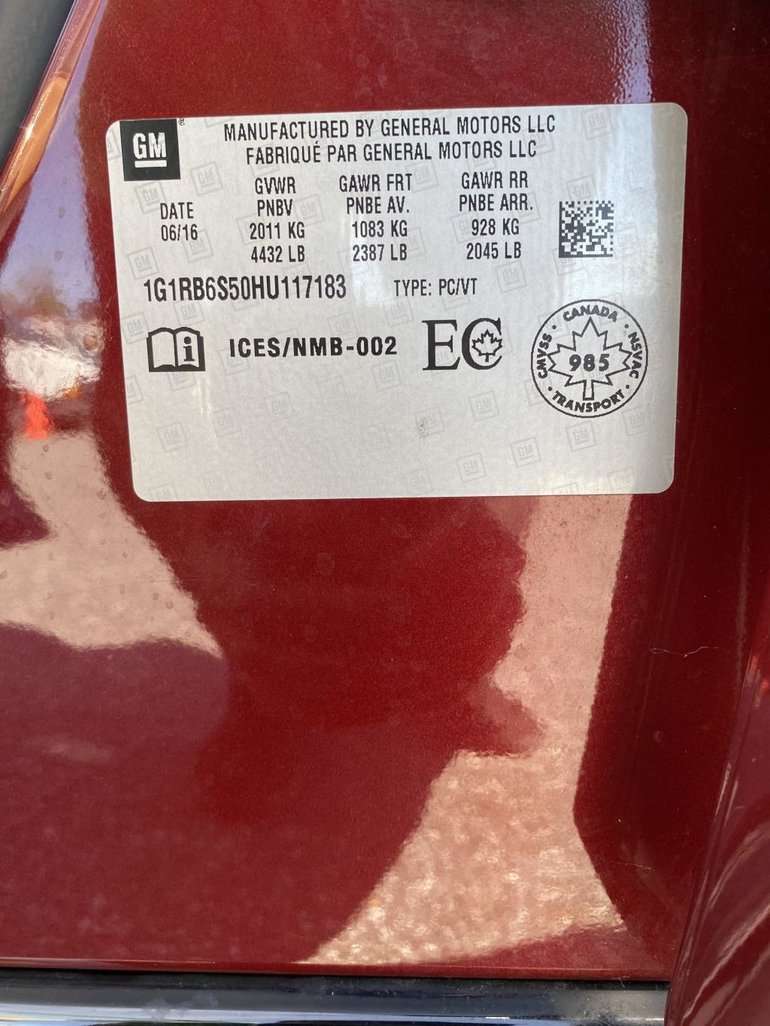 GM
MANUFACTURED BY GENERAL MOTORS LLC
FABRIQUÉ PAR GENERAL MOTORS LLC
GVWR GAWR FRT GAWR RR
DATE PNBV PNBE AV. PNBE ARR.
06/16 2011 KG 1083 KG 928 KG
4432 LB 2387 LB 2045 LB
1G1RB6S50HU117183 TYPE: PC/VT
i ICES/NMB-002 EC
CANADA
CMVSS 985 NSVAC
TRANSPORT